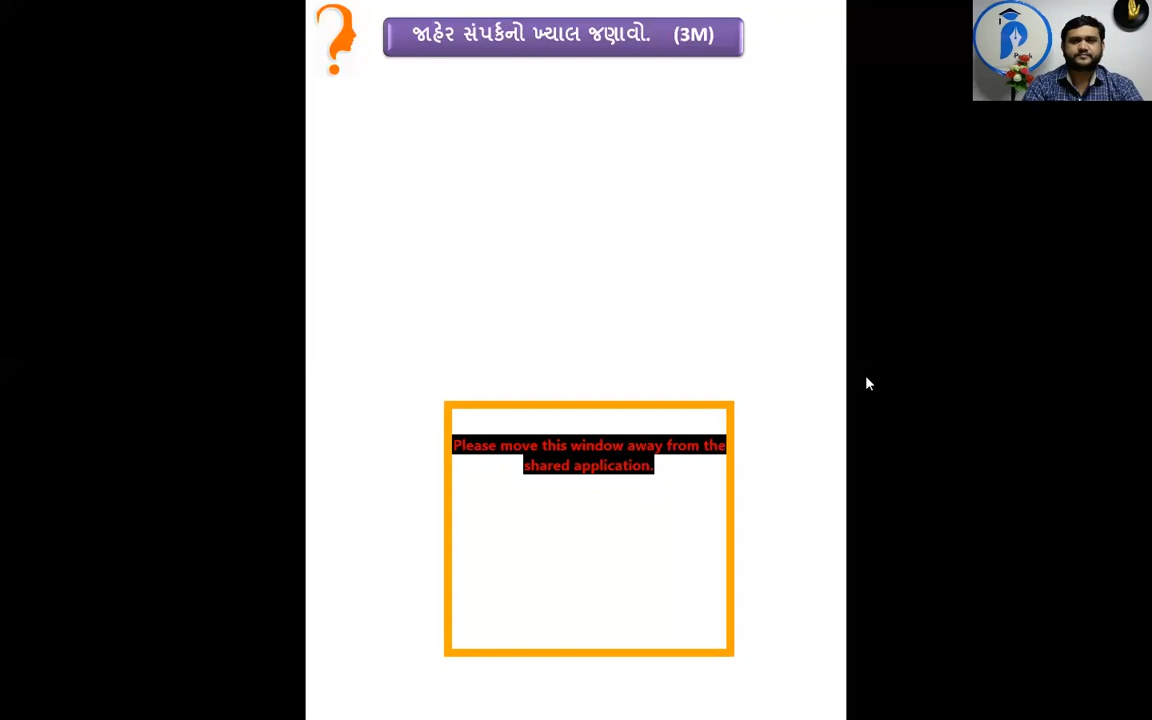 જાહેર સંપર્કનો ખ્યાલ જણાવો. (3M)
Please move this window away from the
shared application.